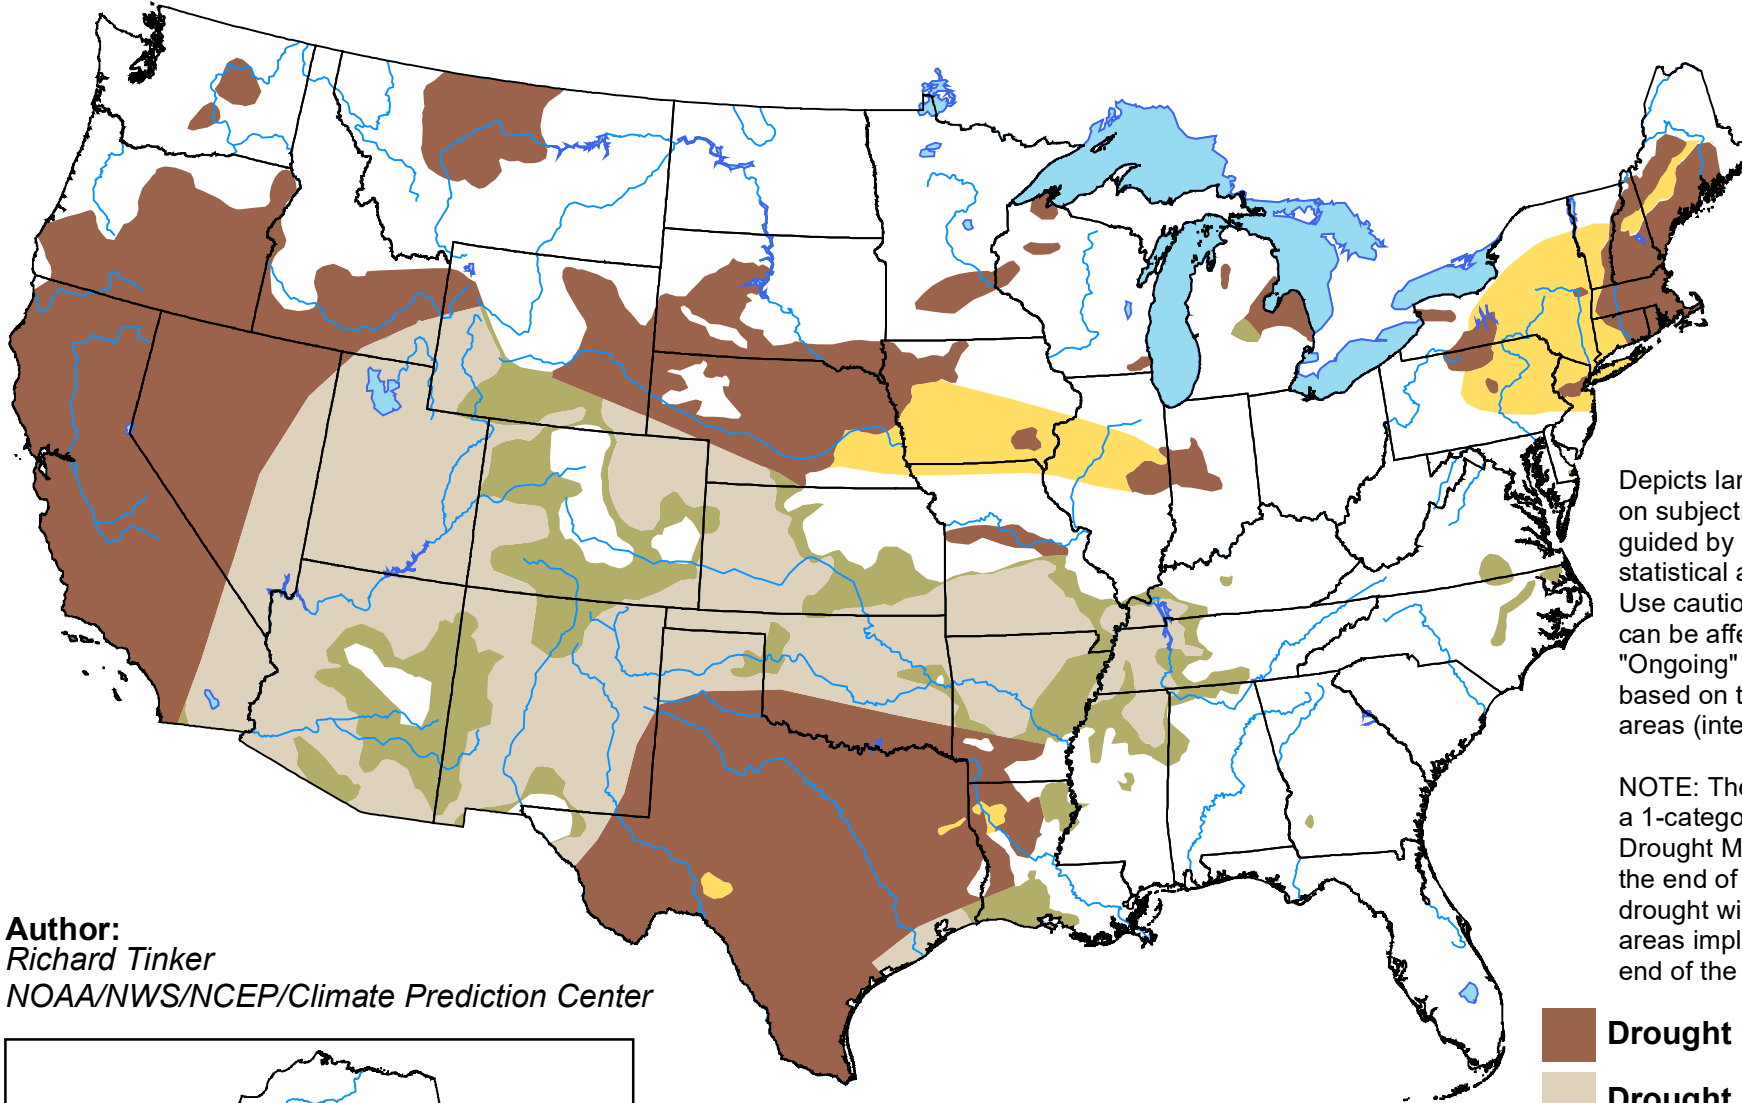 Depicts lar
on subjecti
guided by
statistical a
Use cautio
can be affe
"Ongoing"
based on t
areas (inte
NOTE: The
a 1-catego
Drought M
the end of
drought wi
areas impl
end of the
Author:
Richard Tinker
NOAA/NWS/NCEP/Climate Prediction Center
Drought
Drought